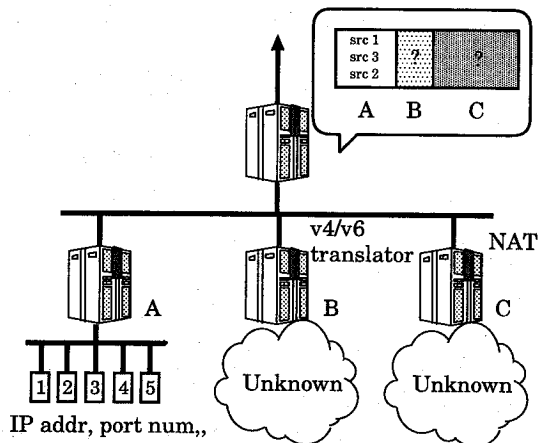 src 1
src 3
src 2
?
?
A B C
v4/v6
translator
NAT
A
B
C
1 2 3 4 5
Unknown
Unknown
IP addr, port num,,